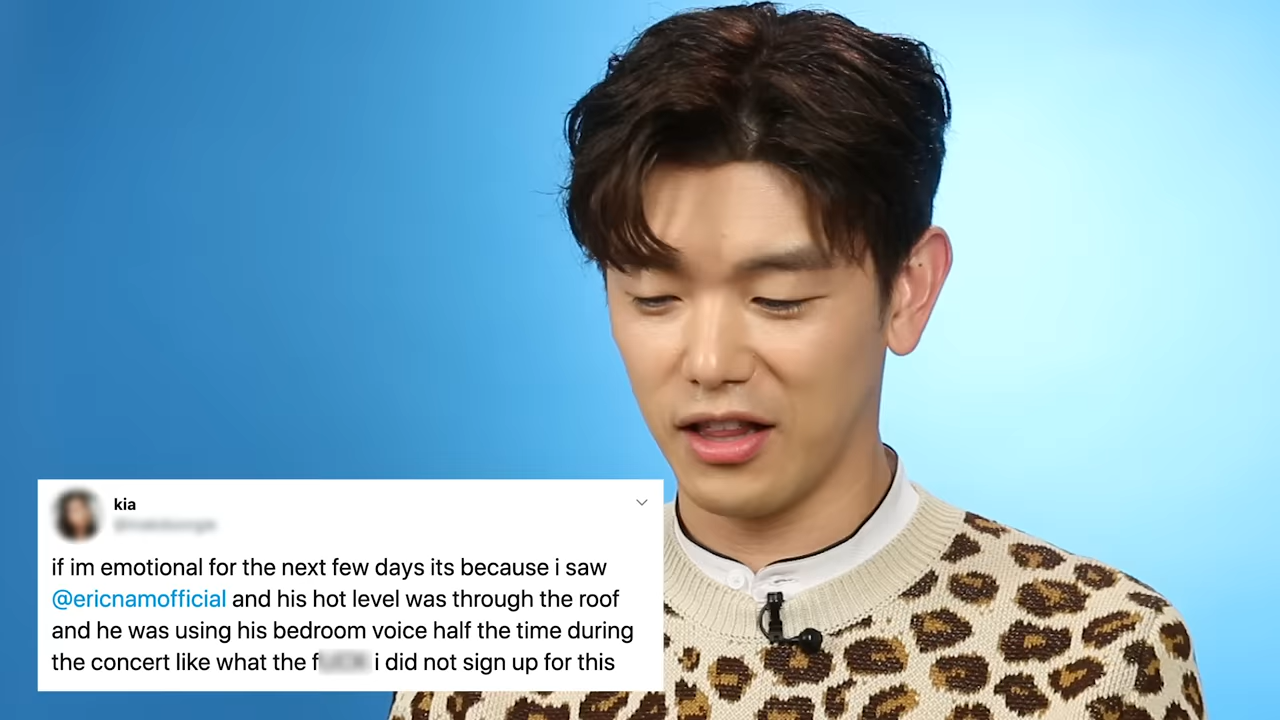 kia
if im emotional for the next few days its because i saw
@ericnamofficial and his hot level was through the roof
and he was using his bedroom voice half the time during
the concert like what the f i did not sign up for this